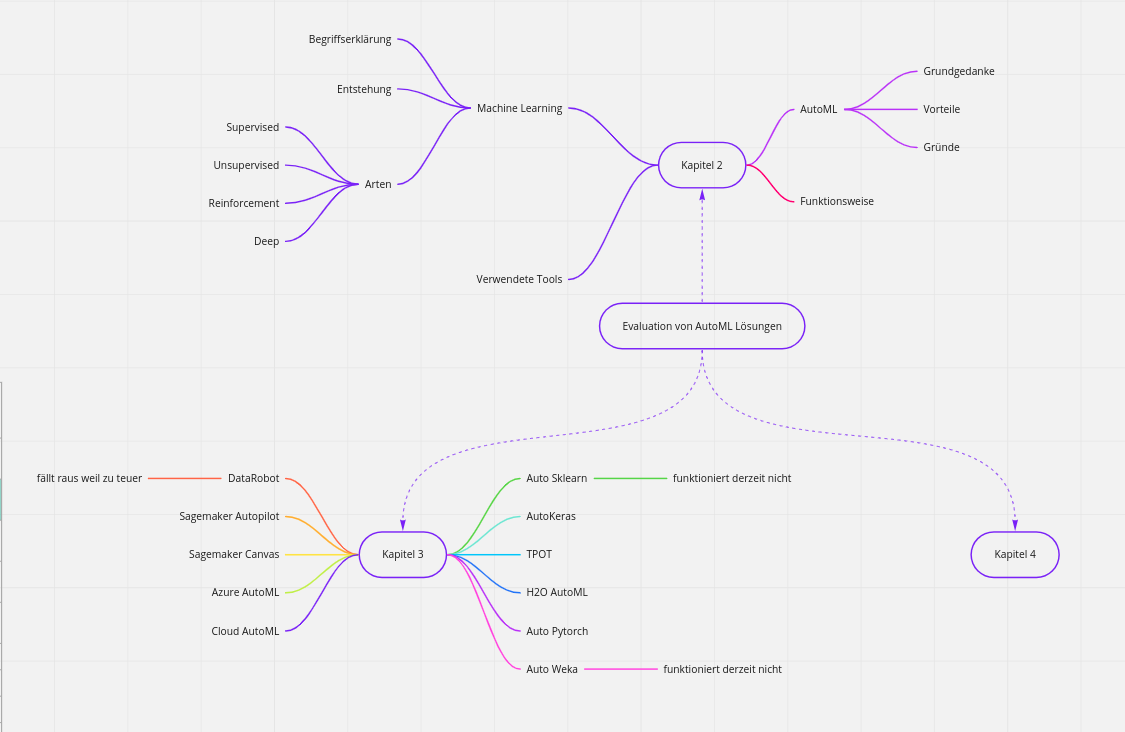 Begriffserklärung
Entstehung
Machine Learning
Supervised
Unsupervised
Arten
Reinforcement
Deep
Verwendete Tools
Kapitel 2
AutoML
Grundgedanke
Vorteile
Gründe
Funktionsweise
Evaluation von AutoML Lösungen
fällt raus weil zu teuer
DataRobot
Sagemaker Autopilot
Sagemaker Canvas
Azure AutoML
Cloud AutoML
Kapitel 3
Auto Sklearn
funktioniert derzeit nicht
AutoKeras
TPOT
H2O AutoML
Auto Pytorch
Auto Weka
funktioniert derzeit nicht
Kapitel 4